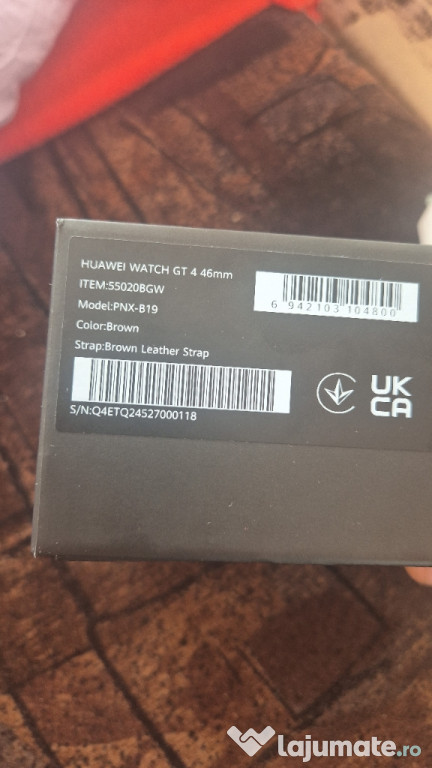 HUAWEI WATCH GT 4 46mm
ITEM:55020BGW
Model:PNX-B19
Color:Brown
Strap:Brown Leather Strap
6 942103 104800
S/N:Q4ETQ24527000118
UK
CA
Lajumate.ro